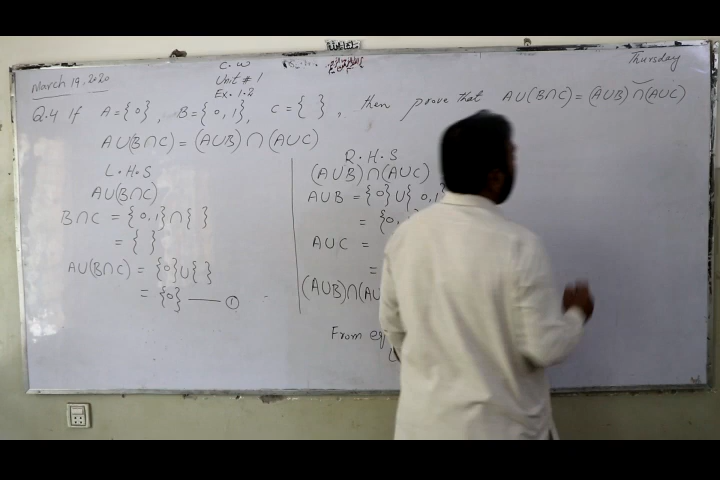 C.W
Thursday
March 19, 2020
Unit # 1
Ex. 1.2
Q.4 If A = {0}, B = {0, 1}, C = { }, then prove that A∪(B∩C) = (A∪B)∩(A∪C)
A∪(B∩C) = (A∪B)∩(A∪C)
L.H.S
A∪(B∩C)
B∩C = {0,1}∩{ }
= { }
A∪(B∩C) = {0}∪{ }
= {0} —— ①
R.H.S
(A∪B)∩(A∪C)
A∪B = {0}∪{0,1
= {0,
A∪C =
=
(A∪B)∩(A∪
From eq